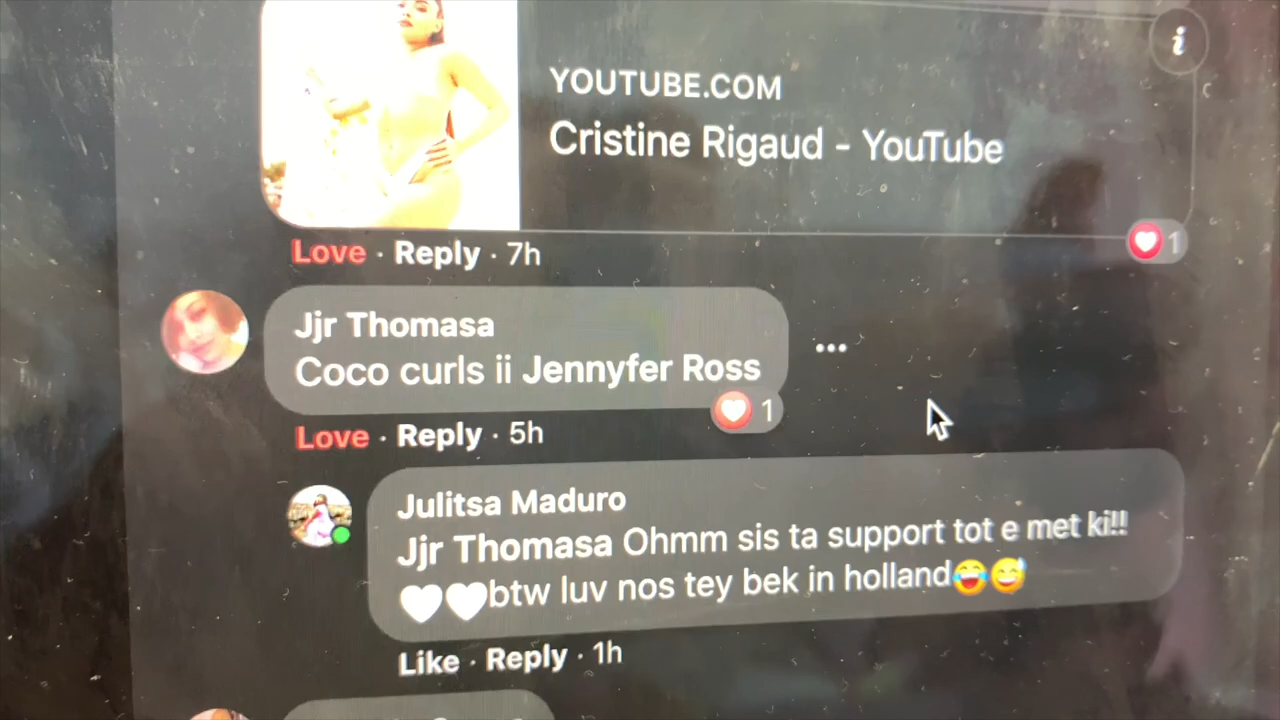 YOUTUBE.COM
Cristine Rigaud - YouTube
i
1
Love · Reply · 7h
Jjr Thomasa
Coco curls ii Jennyfer Ross
1
Love · Reply · 5h
Julitsa Maduro
Jjr Thomasa Ohmm sis ta support tot e met ki!!
🤍🤍btw luv nos tey bek in holland😂😅
Like · Reply · 1h